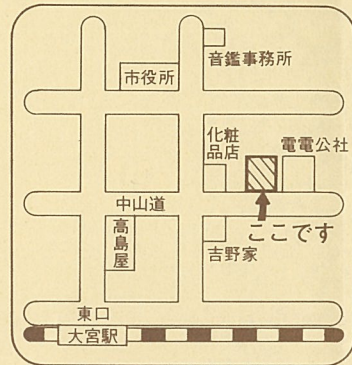 音鑑事務所
市役所
化粧
品店
電電公社
中山道
高島屋
ここです
吉野家
東口
大宮駅